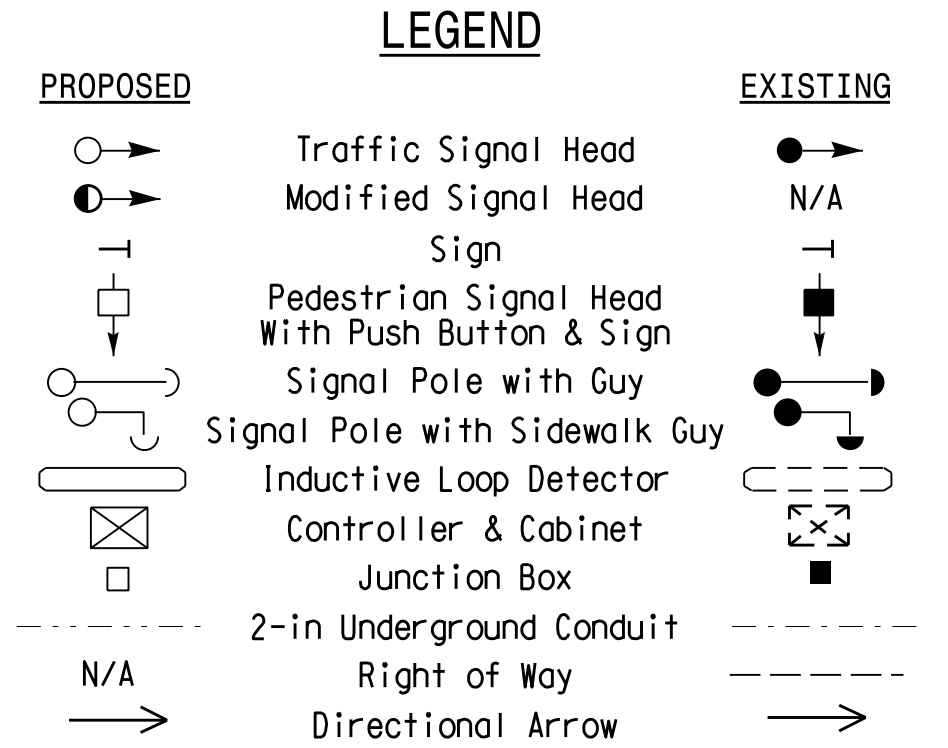 LEGEND
PROPOSED EXISTING
Traffic Signal Head
Modified Signal Head N/A
Sign
Pedestrian Signal Head
With Push Button & Sign
Signal Pole with Guy
Signal Pole with Sidewalk Guy
Inductive Loop Detector
Controller & Cabinet
Junction Box
2-in Underground Conduit
N/A Right of Way
Directional Arrow